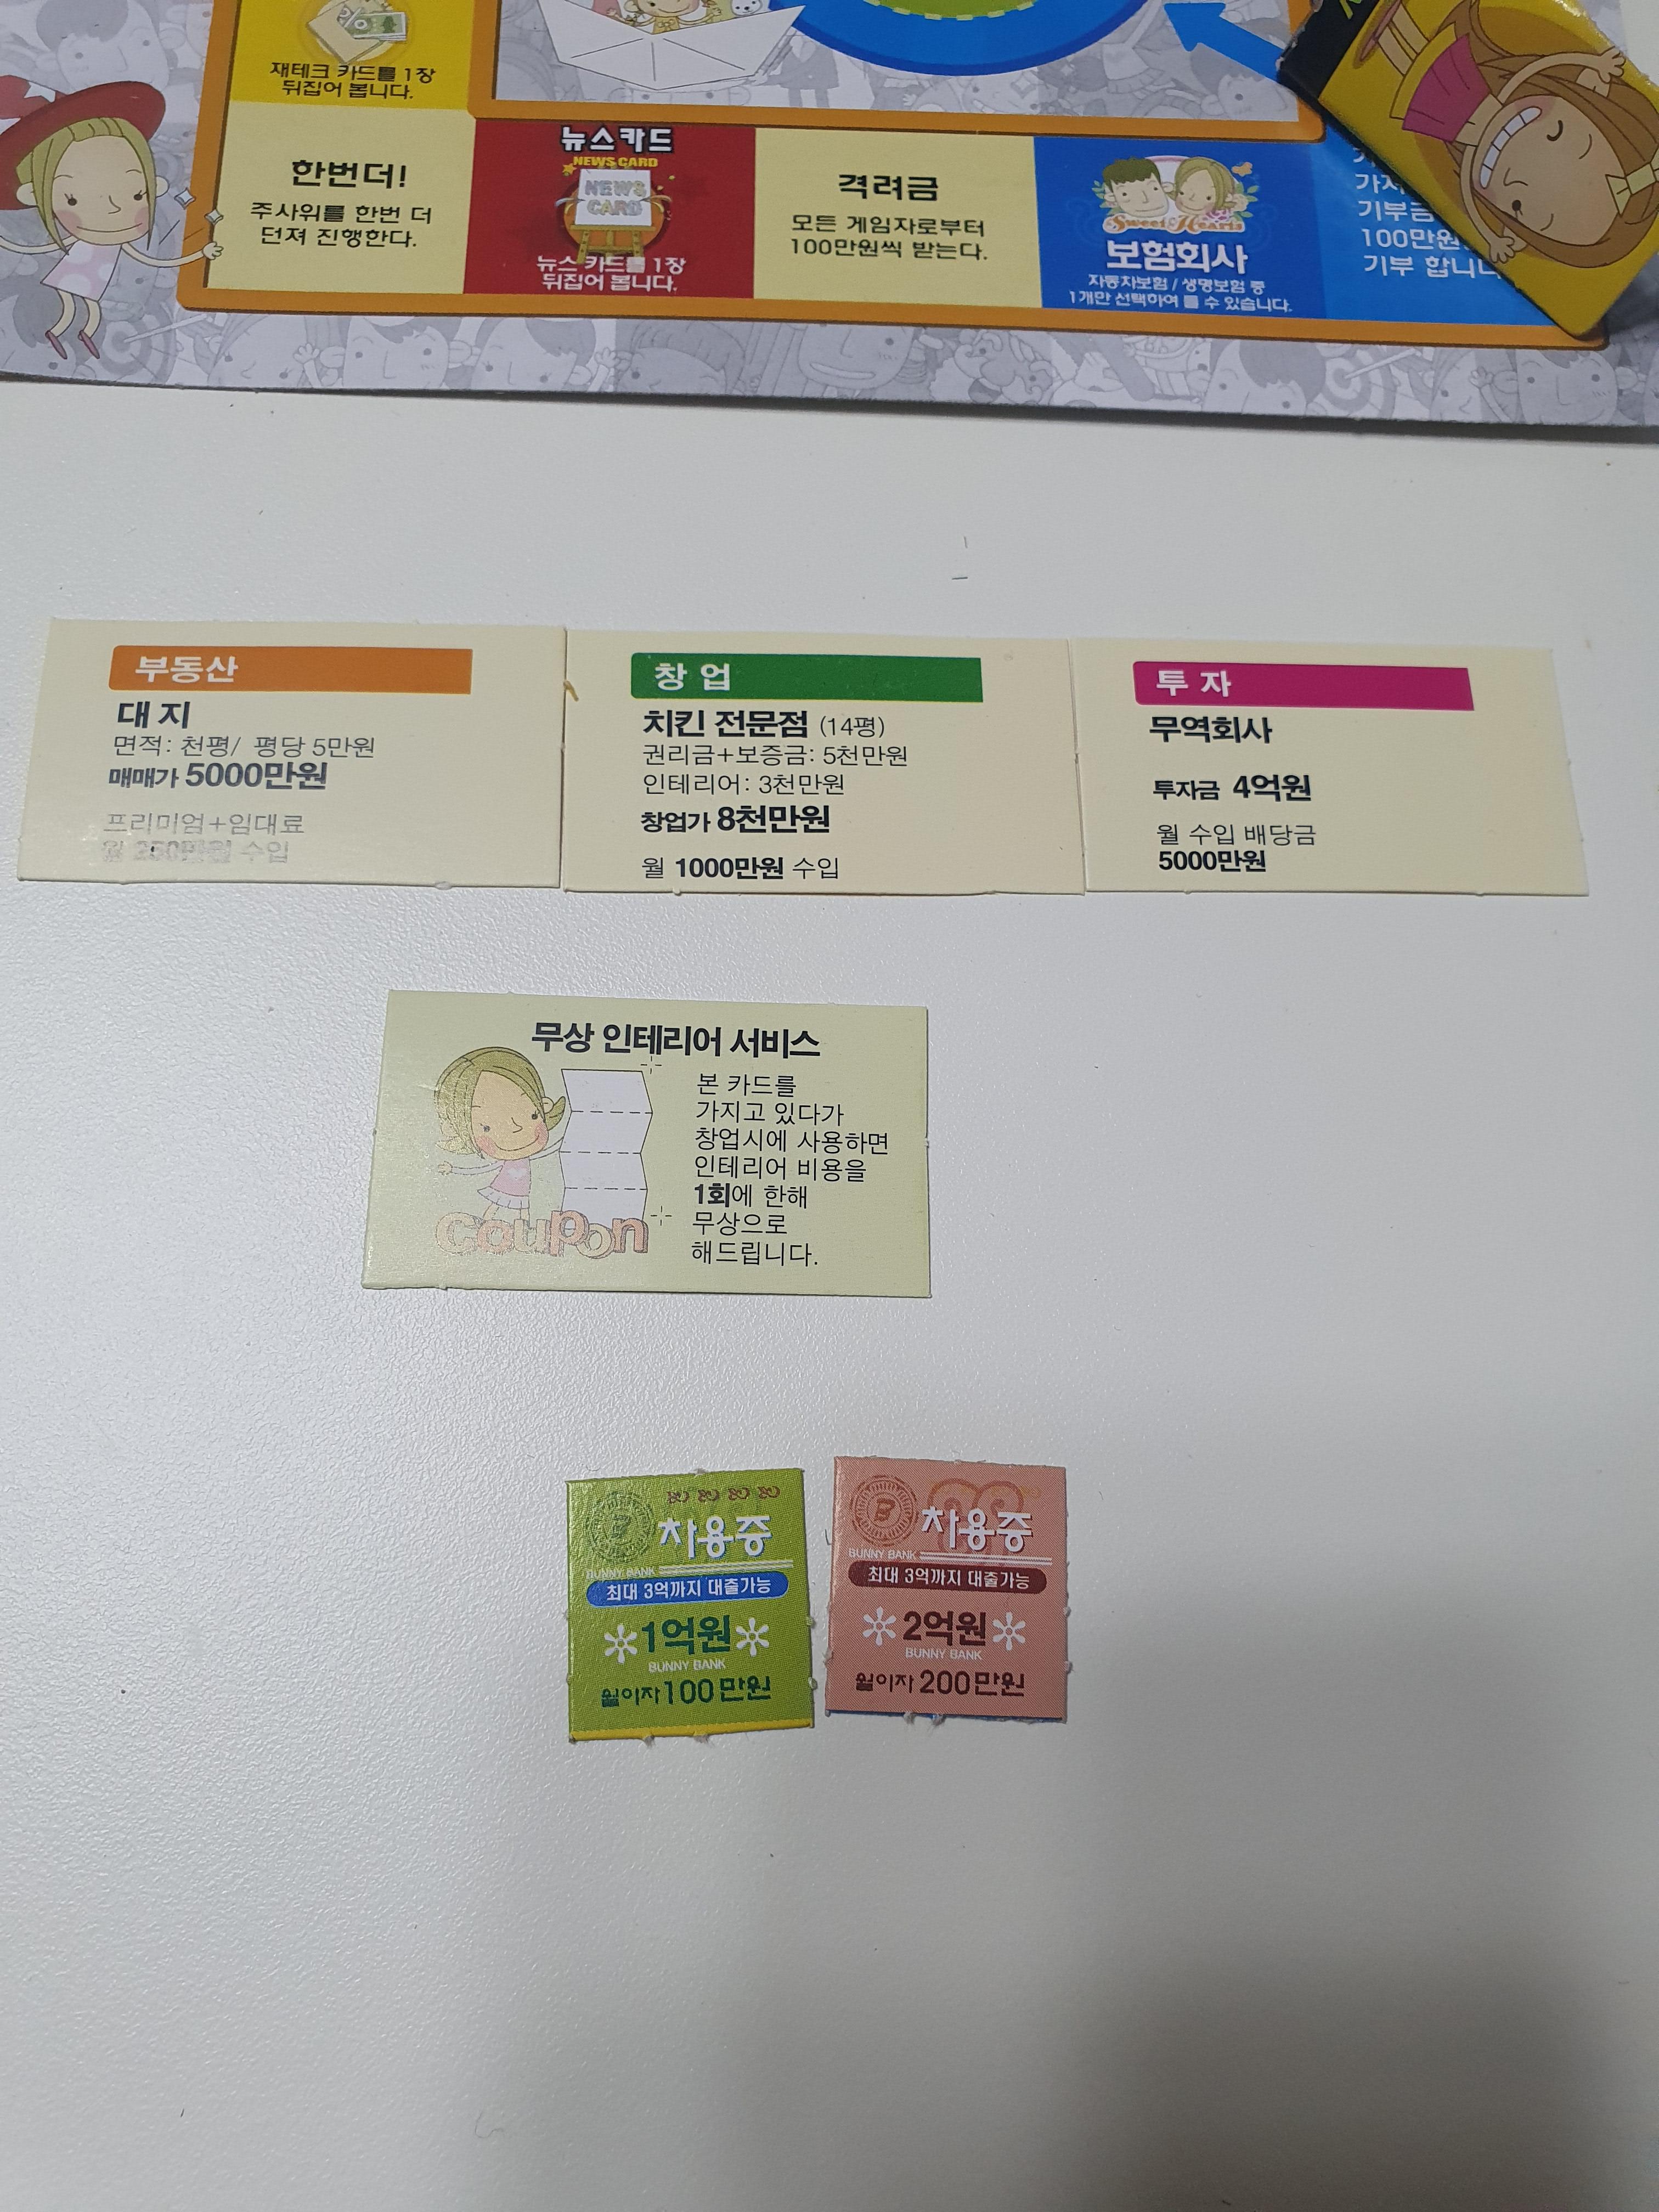 재테크 카드를 1장
뒤집어 봅니다.
한번더!
주사위를 한번 더
던져 진행한다.
뉴스카드
NEWS CARD
NEWS
CARD
뉴스 카드를 1장
뒤집어 봅니다.
격려금
모든 게임자로부터
100만원씩 받는다.
Sweet Hearts
보험회사
자동차보험 / 생명보험 중
1개만 선택하여 들 수 있습니다.
기부금
100만원
기부 합니
부동산
대 지
면적: 천평/ 평당 5만원
매매가 5000만원
프리미엄+임대료
월 250만원 수입
창 업
치킨 전문점 (14평)
권리금+보증금: 5천만원
인테리어: 3천만원
창업가 8천만원
월 1000만원 수입
투 자
무역회사
투자금 4억원
월 수입 배당금
5000만원
무상 인테리어 서비스
본 카드를
가지고 있다가
창업시에 사용하면
인테리어 비용을
1회에 한해
무상으로
해드립니다.
coupon
B
차용증
BUNNY BANK
최대 3억까지 대출가능
1억원
BUNNY BANK
월이자100만원
B
차용증
BUNNY BANK
최대 3억까지 대출가능
2억원
BUNNY BANK
월이자 200만원